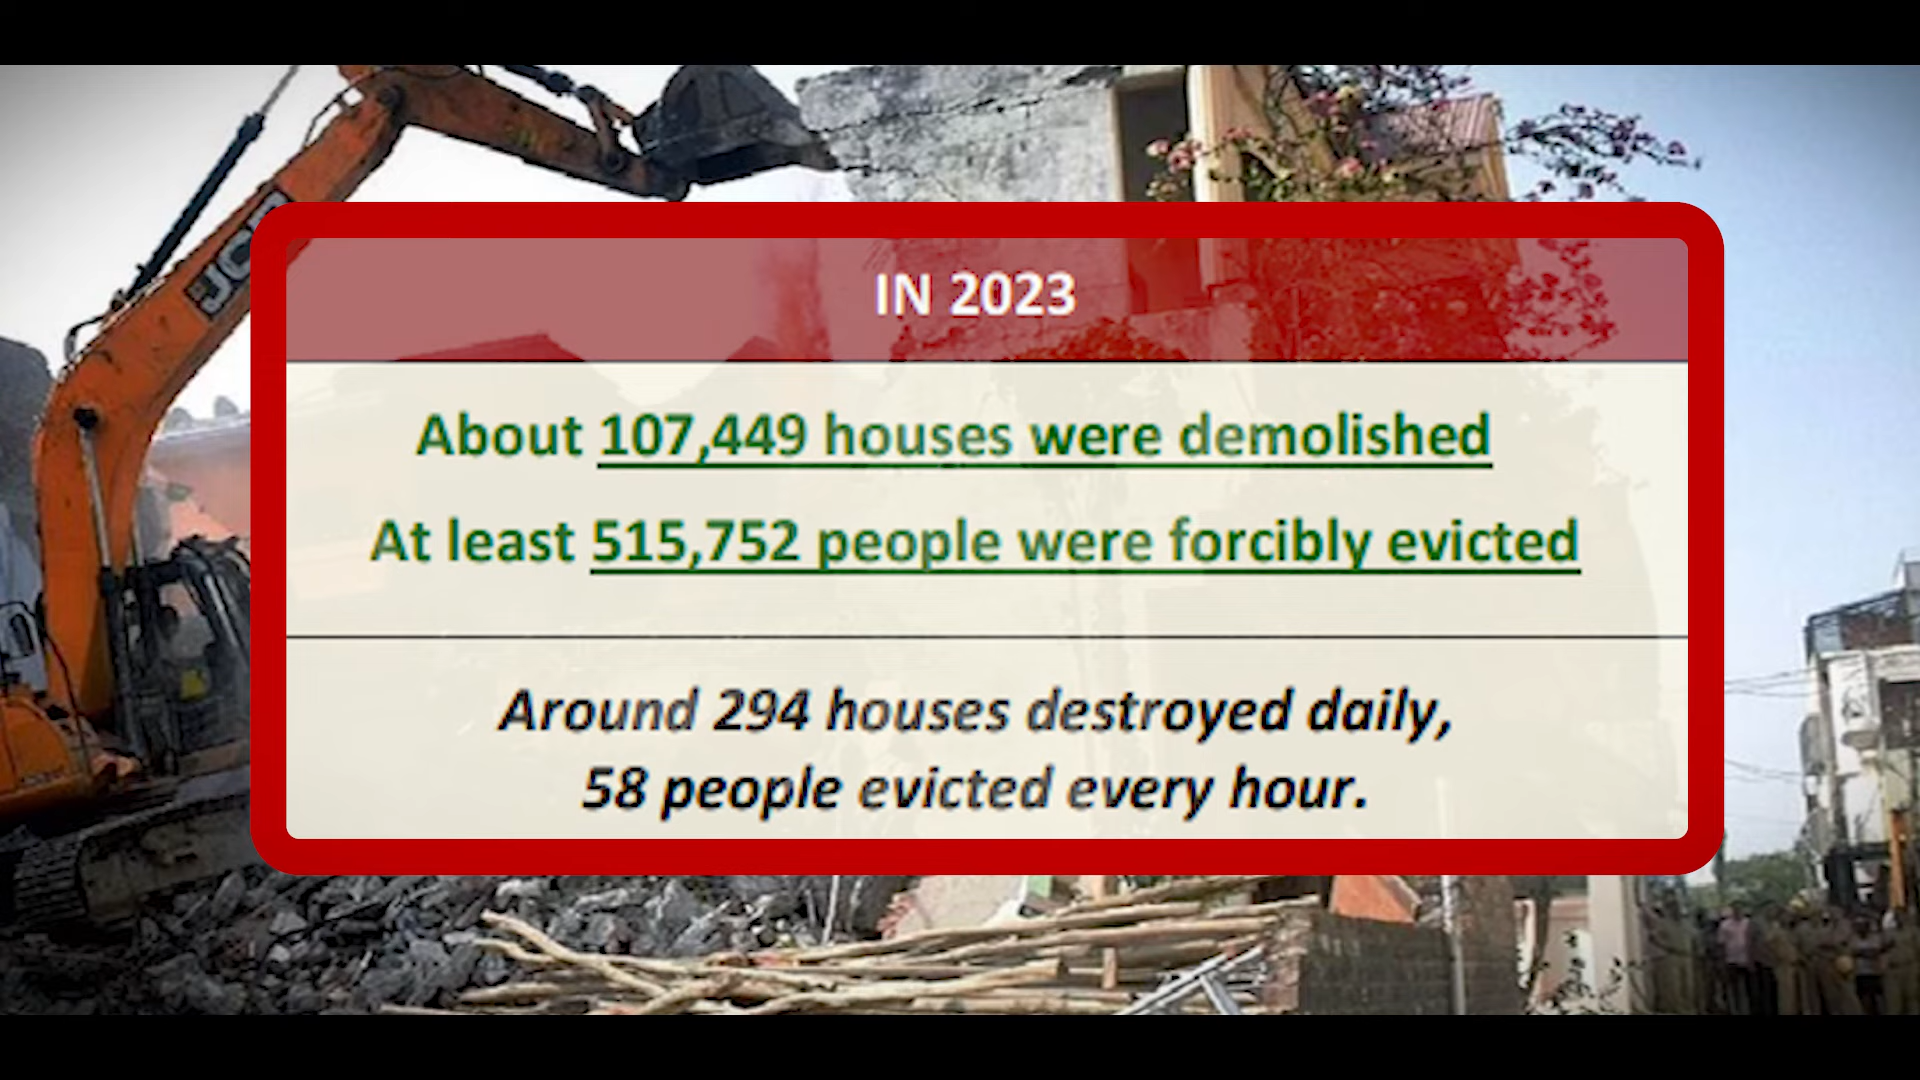 JCB
IN 2023
About 107,449 houses were demolished
At least 515,752 people were forcibly evicted
Around 294 houses destroyed daily,
58 people evicted every hour.